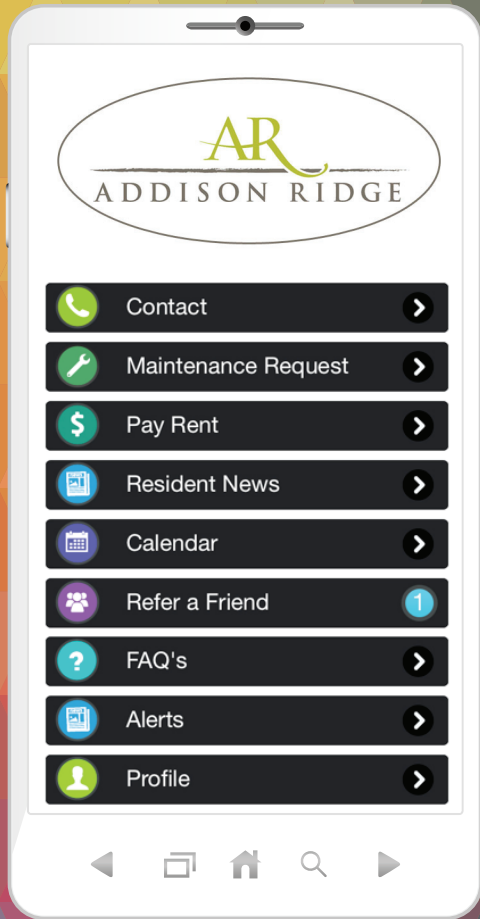 AR
ADDISON RIDGE
Contact
Maintenance Request
$ Pay Rent
Resident News
Calendar
Refer a Friend 1
? FAQ's
Alerts
Profile